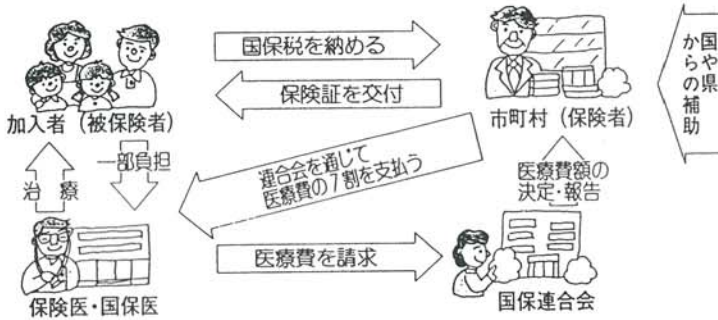 国保税を納める
保険証を交付
国や県
からの補助
加入者(被保険者)
市町村(保険者)
治療
一部負担
連合会を通じて
医療費の7割を支払う
医療費額の
決定・報告
医療費を請求
保険医・国保医
国保連合会